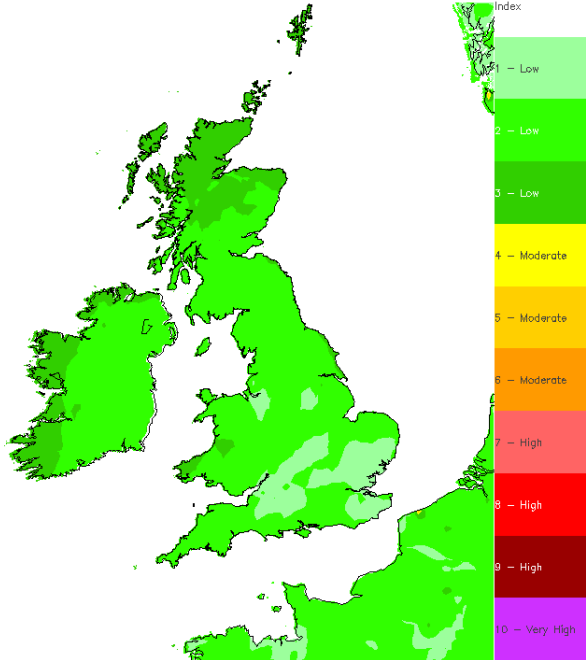 Index
1 - Low
2 - Low
3 - Low
4 - Moderate
5 - Moderate
6 - Moderate
7 - High
8 - High
9 - High
10 - Very High